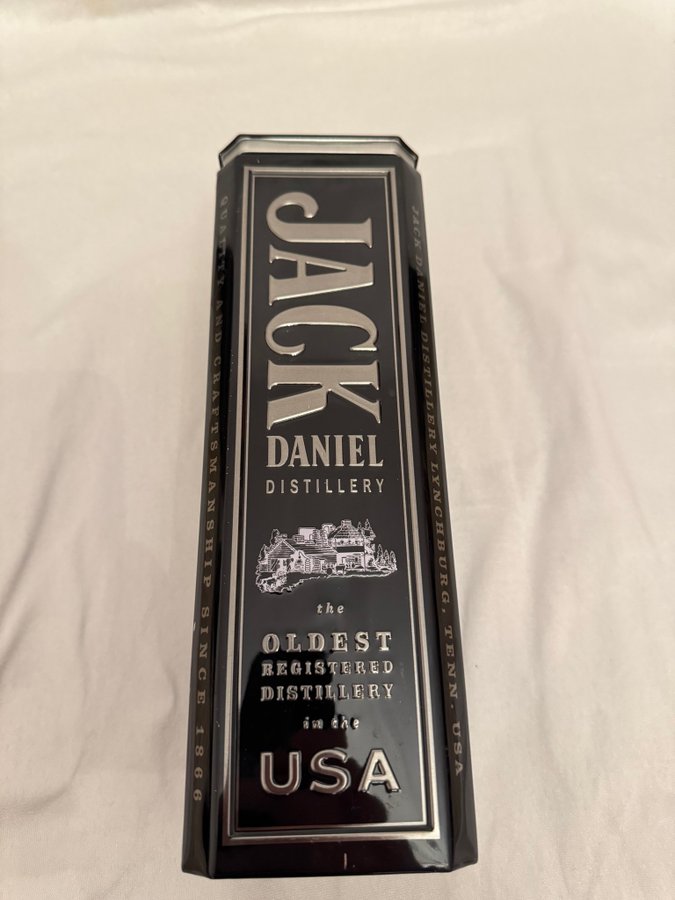 JACK
DANIEL
DISTILLERY
the
OLDEST
REGISTERED
DISTILLERY
in the
USA
QUALITY AND CRAFTSMANSHIP SINCE 1866
JACK DANIEL DISTILLERY LYNCHBURG, TENN. USA